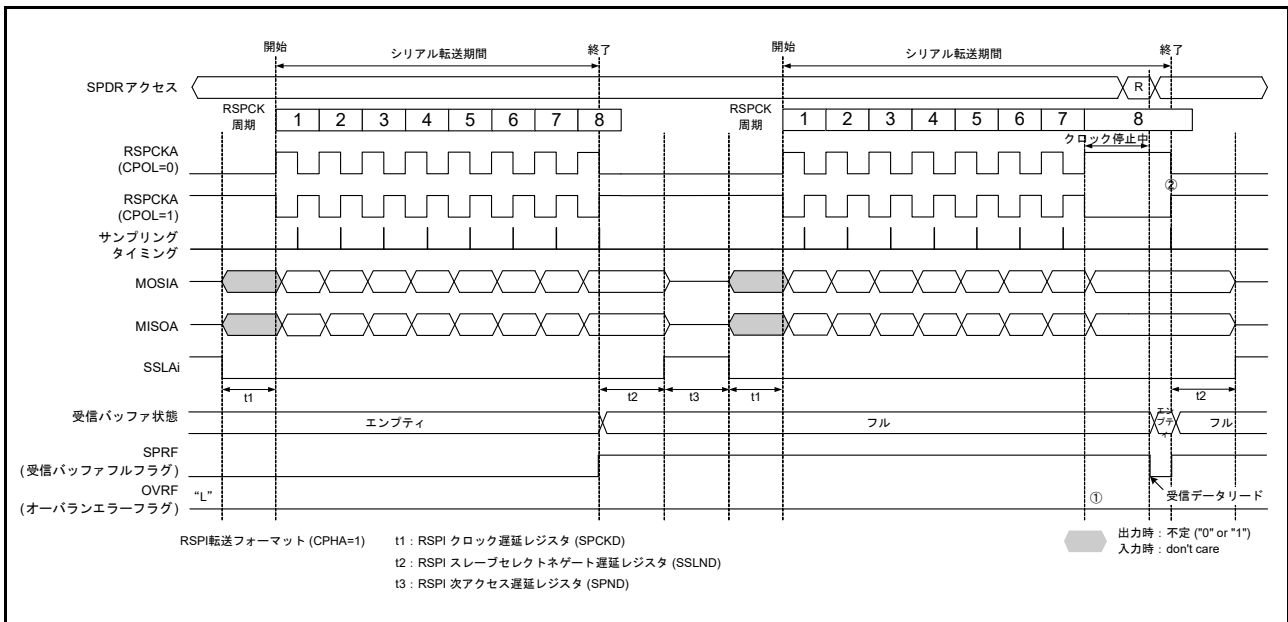 開始 シリアル転送期間 終了 開始 シリアル転送期間 終了
SPDRアクセス R
RSPCK
周期
1 2 3 4 5 6 7 8
RSPCK
周期
1 2 3 4 5 6 7 8
クロック停止中
RSPCKA
(CPOL=0)
②
RSPCKA
(CPOL=1)
サンプリング
タイミング
MOSIA
MISOA
SSLAi
t1 t2 t3 t1 t2
受信バッファ状態 エンプティ フル エンプティ フル
SPRF
(受信バッファフルフラグ)
OVRF
(オーバランエラーフラグ)
“L” ① 受信データリード
RSPI転送フォーマット (CPHA=1)
t1 : RSPI クロック遅延レジスタ (SPCKD)
t2 : RSPI スレーブセレクトネゲート遅延レジスタ (SSLND)
t3 : RSPI 次アクセス遅延レジスタ (SPND)
出力時 : 不定 ("0" or "1")
入力時 : don't care